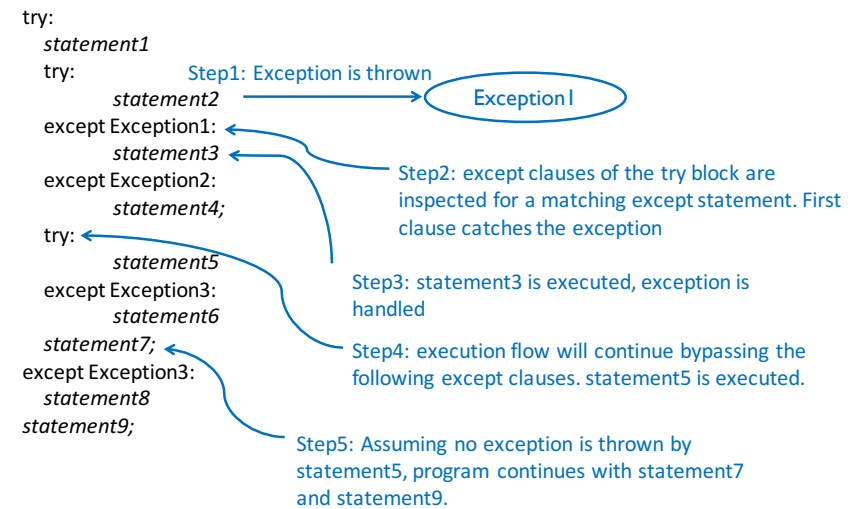 try:
statement1
try:
Step1: Exception is thrown
statement2
Exception1
except Exception1:
statement3
except Exception2:
statement4;
try:
statement5
except Exception3:
statement6
statement7;
except Exception3:
statement8
statement9;
Step2: except clauses of the try block are
inspected for a matching except statement. First
clause catches the exception
Step3: statement3 is executed, exception is
handled
Step4: execution flow will continue bypassing the
following except clauses. statement5 is executed.
Step5: Assuming no exception is thrown by
statement5, program continues with statement7
and statement9.